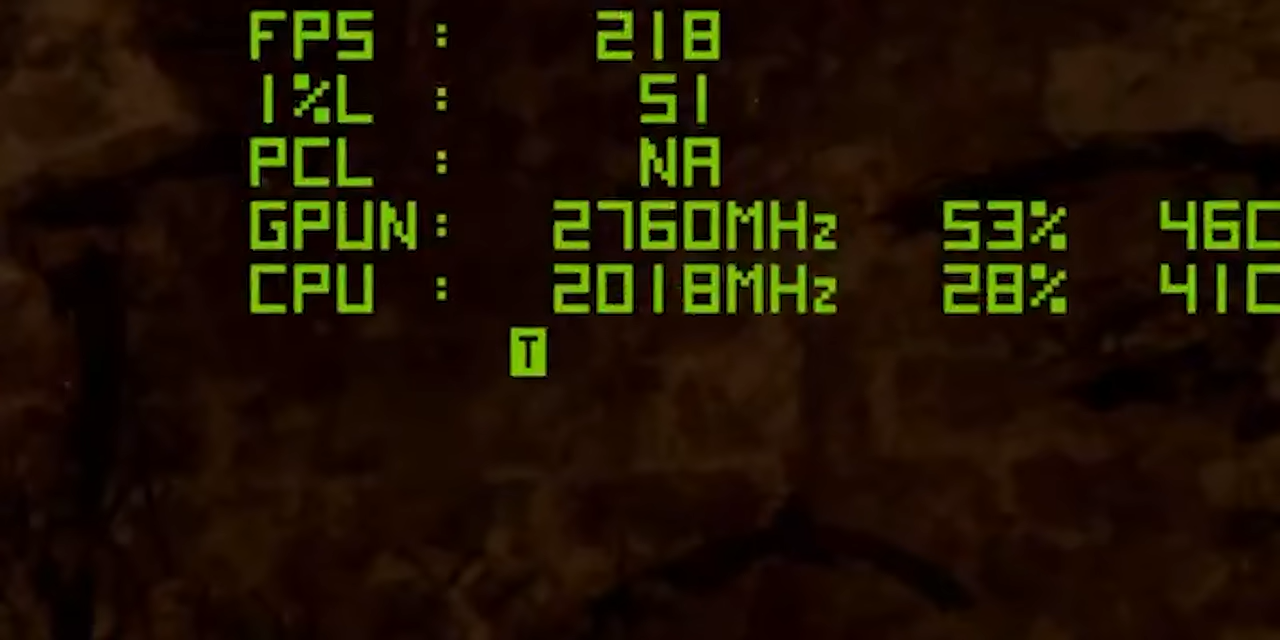 FPS : 218
1%L : 51
PCL : NA
GPUN: 2760MHz 53% 46C
CPU : 2018MHz 28% 41C
T